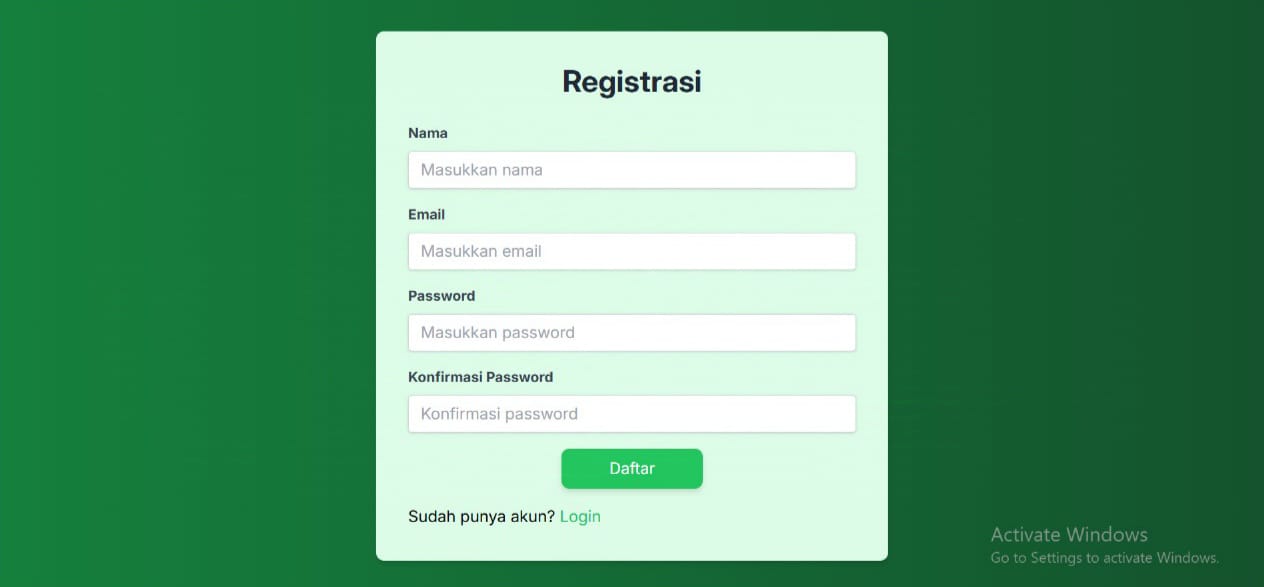 Registrasi
Nama
Masukkan nama
Email
Masukkan email
Password
Masukkan password
Konfirmasi Password
Konfirmasi password
Daftar
Sudah punya akun? Login
Activate Windows
Go to Settings to activate Windows.